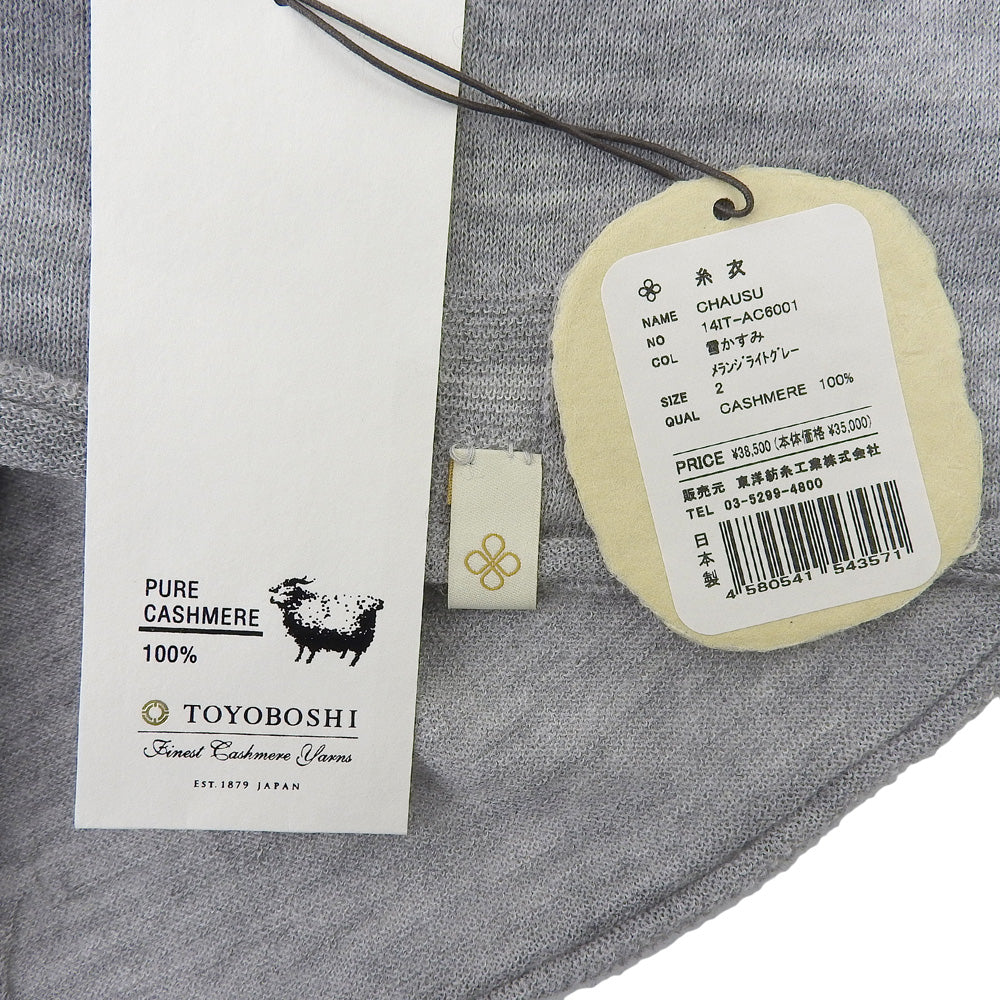 PURE
CASHMERE
100%
TOYOBOSHI
Finest Cashmere Yarns
EST. 1879 JAPAN
糸衣
NAME CHAUSU
NO 14IT-AC6001
COL 雪かすみ
ﾒﾗﾝｼﾞﾗｲﾄｸﾞﾚｰ
SIZE 2
QUAL CASHMERE 100%
PRICE ¥38,500 (本体価格 ¥35,000)
販売元 東洋紡糸工業株式会社
TEL 03-5299-4800
日本製
4 580541 543571